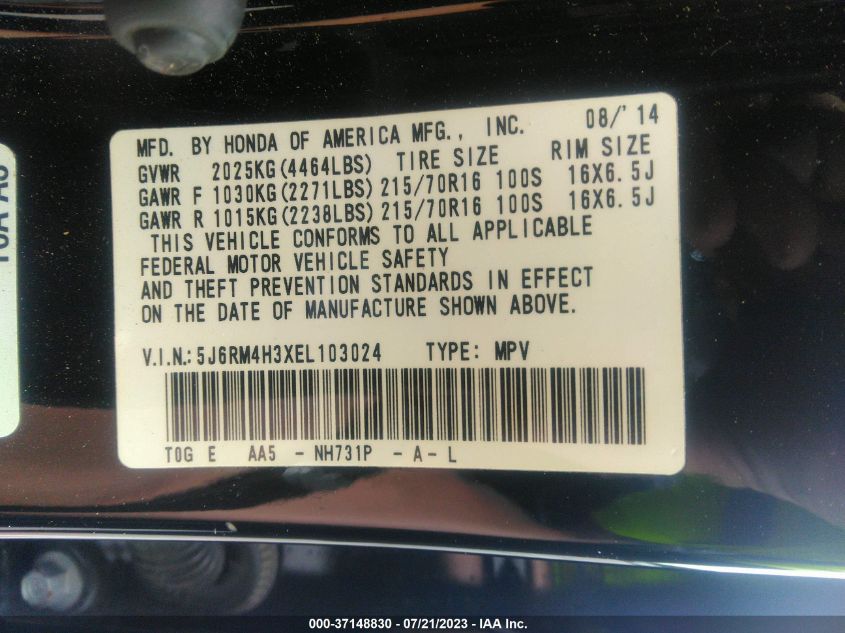 MFD. BY HONDA OF AMERICA MFG., INC. 08/'14
GVWR 2025KG(4464LBS) TIRE SIZE RIM SIZE
GAWR F 1030KG(2271LBS) 215/70R16 100S 16X6.5J
GAWR R 1015KG(2238LBS) 215/70R16 100S 16X6.5J
THIS VEHICLE CONFORMS TO ALL APPLICABLE
FEDERAL MOTOR VEHICLE SAFETY
AND THEFT PREVENTION STANDARDS IN EFFECT
ON THE DATE OF MANUFACTURE SHOWN ABOVE.
V.I.N.: 5J6RM4H3XEL103024 TYPE: MPV
T0G E AA5 - NH731P - A - L
000-37148830 - 07/21/2023 - IAA Inc.